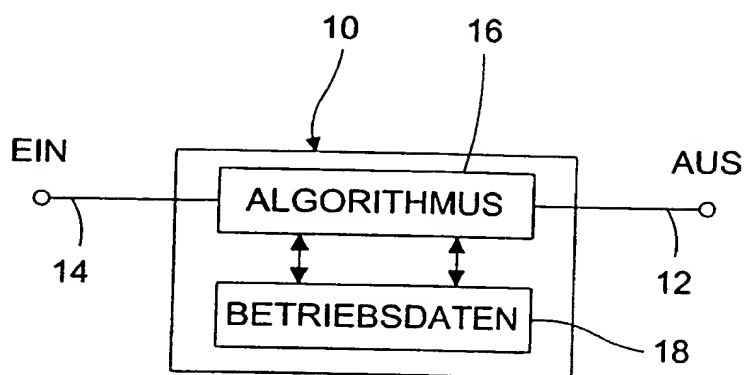 10
16
EIN
AUS
ALGORITHMUS
14
12
BETRIEBSDATEN
18